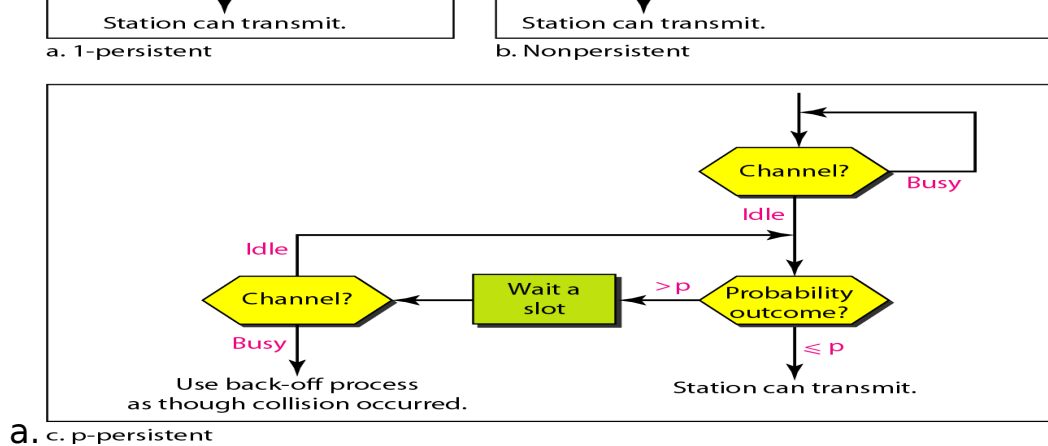 Station can transmit.
Station can transmit.
a. 1-persistent
b. Nonpersistent
Channel?
Busy
Idle
Idle
Channel?
Wait a
slot
>p
Probability
outcome?
Busy
⩽ p
Use back-off process
as though collision occurred.
Station can transmit.
a.
c. p-persistent